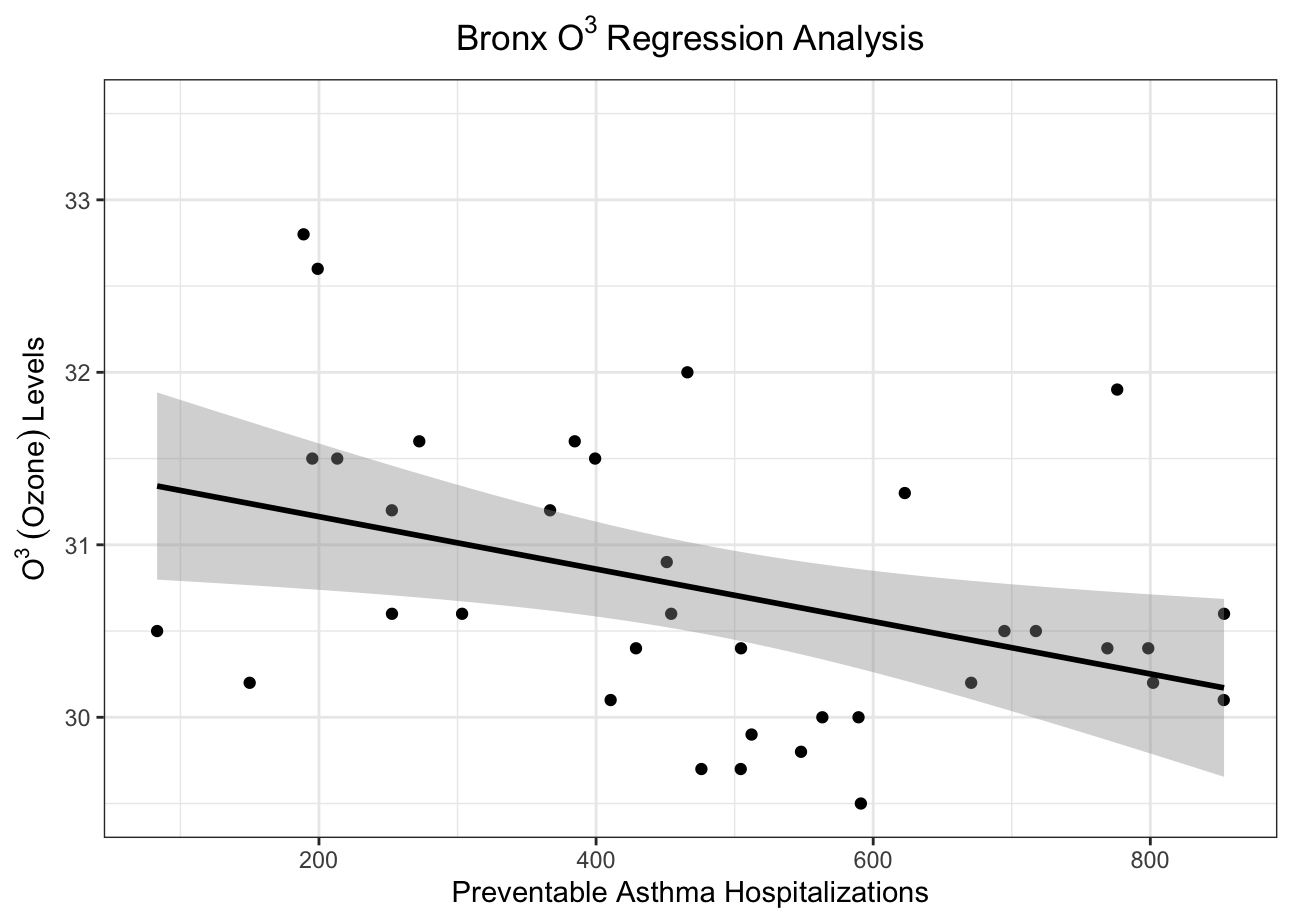 Bronx O³ Regression Analysis
O³ (Ozone) Levels
33
32
31
30
200 400 600 800
Preventable Asthma Hospitalizations